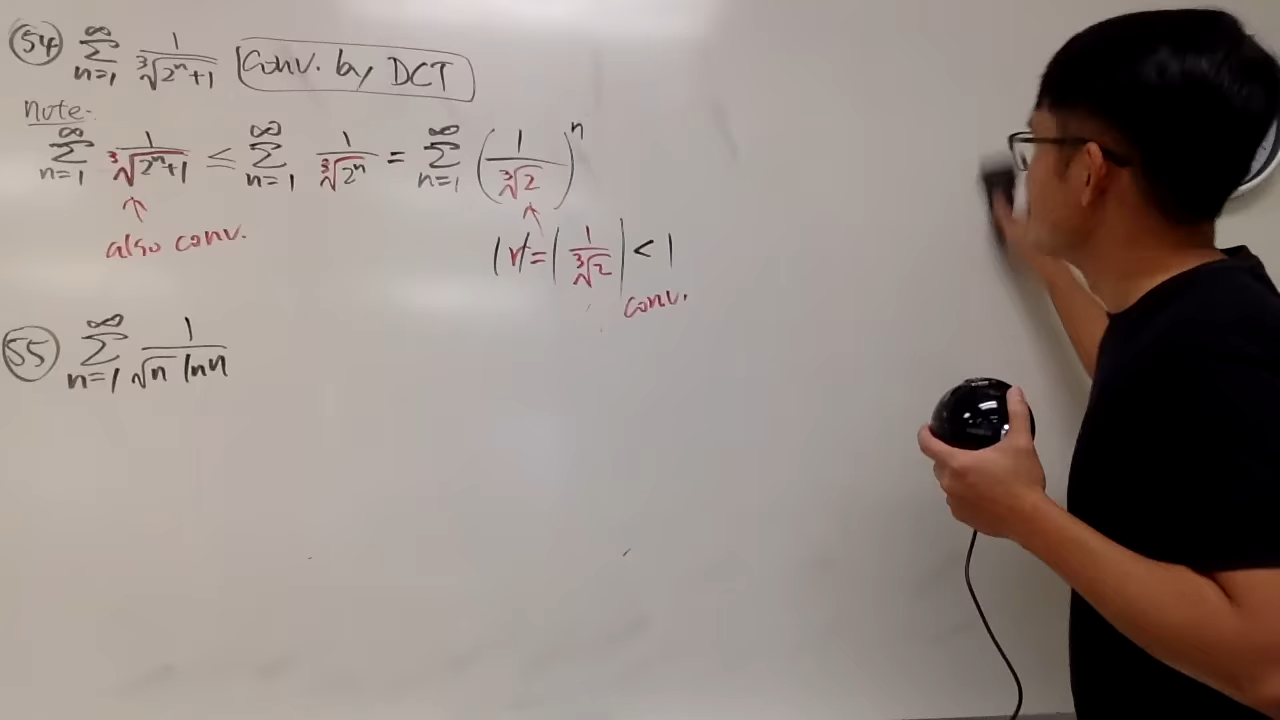 54 ∑_{n=1}^{∞} 1/∛(2ⁿ+1) Conv. by DCT
note-
∑_{n=1}^{∞} 1/∛(2ⁿ+1) ≤ ∑_{n=1}^{∞} 1/∛(2ⁿ) = ∑_{n=1}^{∞} (1/∛2)ⁿ
↑ ↑
also conv.
|r| = |1/∛2| < 1
conv.
55 ∑_{n=1}^{∞} 1/(√n ln n)